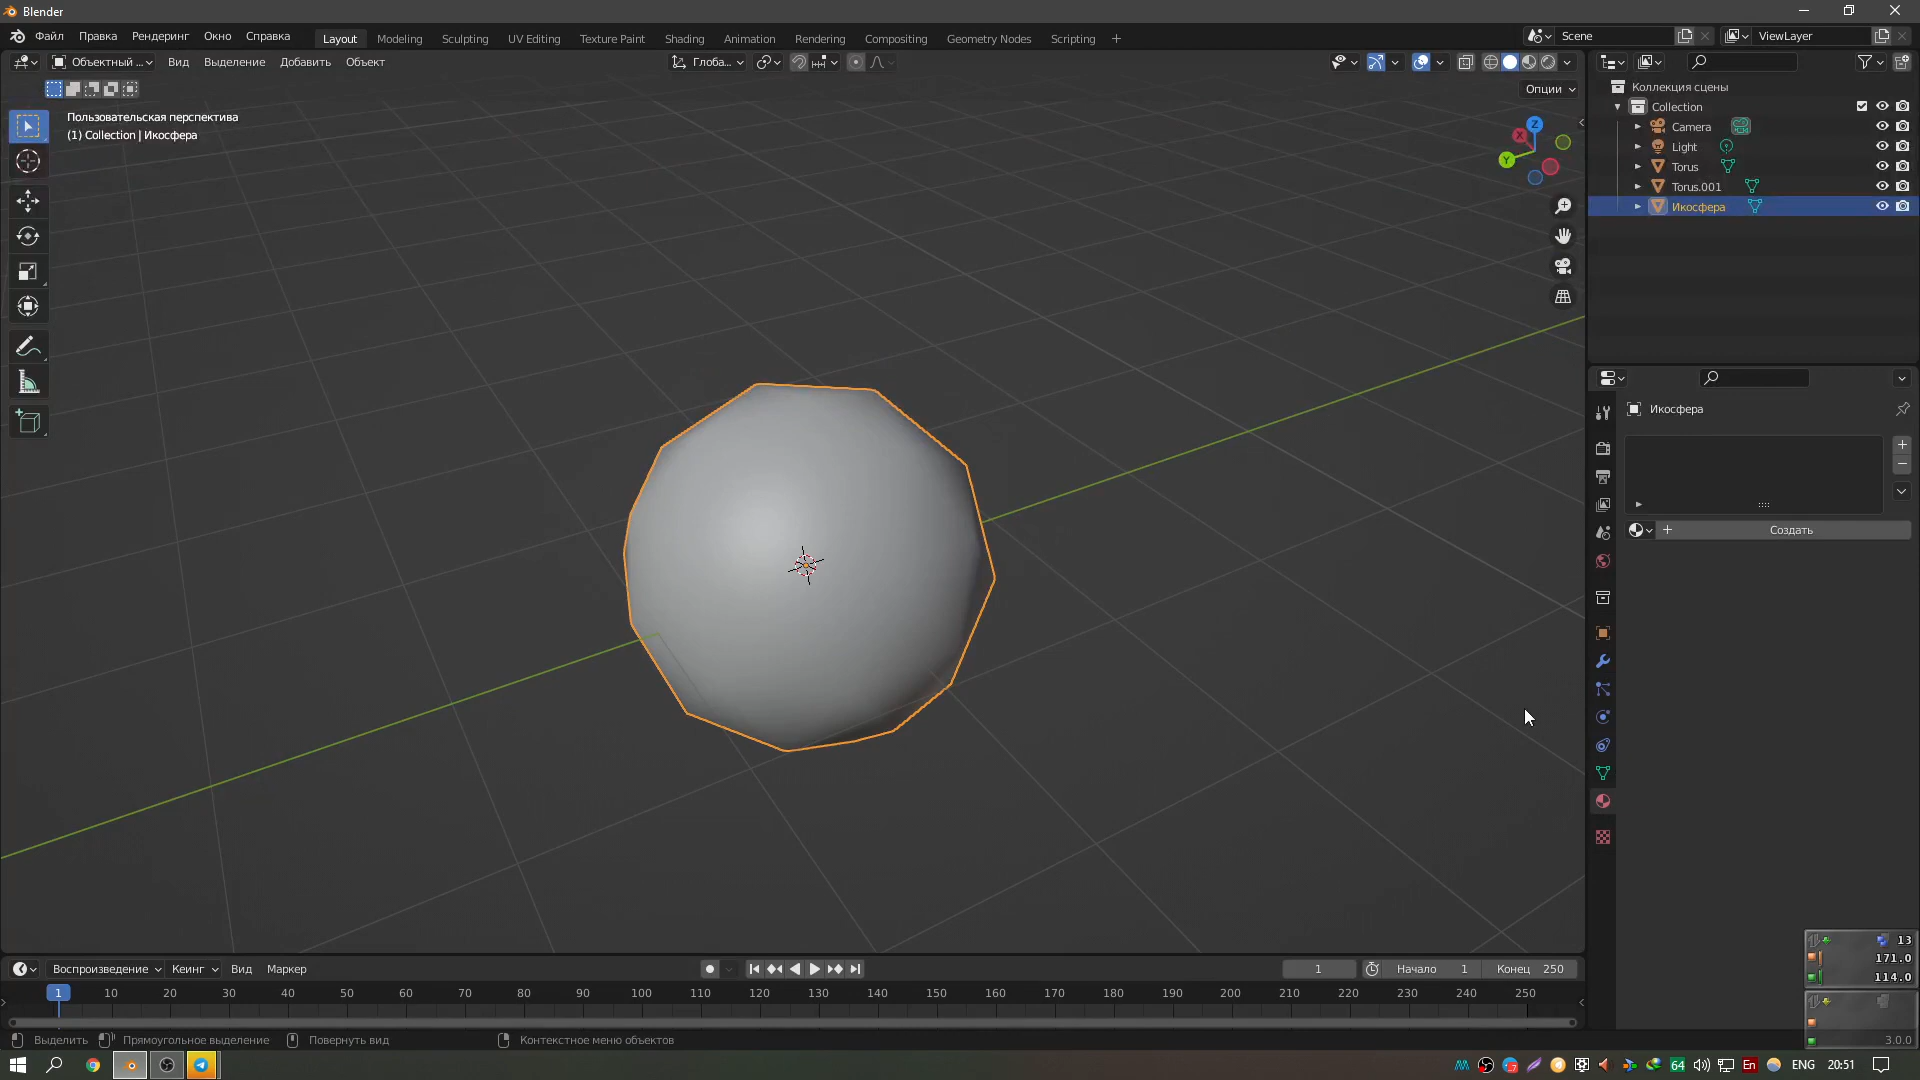 Blender
Файл Правка Рендеринг Окно Справка Layout Modeling Sculpting UV Editing Texture Paint Shading Animation Rendering Compositing Geometry Nodes Scripting + Scene ViewLayer
Объектный ... Вид Выделение Добавить Объект Глоба...
Опции
Пользовательская перспектива
(1) Collection | Икосфера
Z
X
Y
Коллекция сцены
Collection
Camera
Light
Torus
Torus.001
Икосфера
Икосфера
Создать
Воспроизведение Кеинг Вид Маркер 1 Начало 1 Конец 250
1 10 20 30 40 50 60 70 80 90 100 110 120 130 140 150 160 170 180 190 200 210 220 230 240 250
Выделить Прямоугольное выделение Повернуть вид Контекстное меню объектов
13
171.0
114.0
3.0.0
64 En ENG 20:51